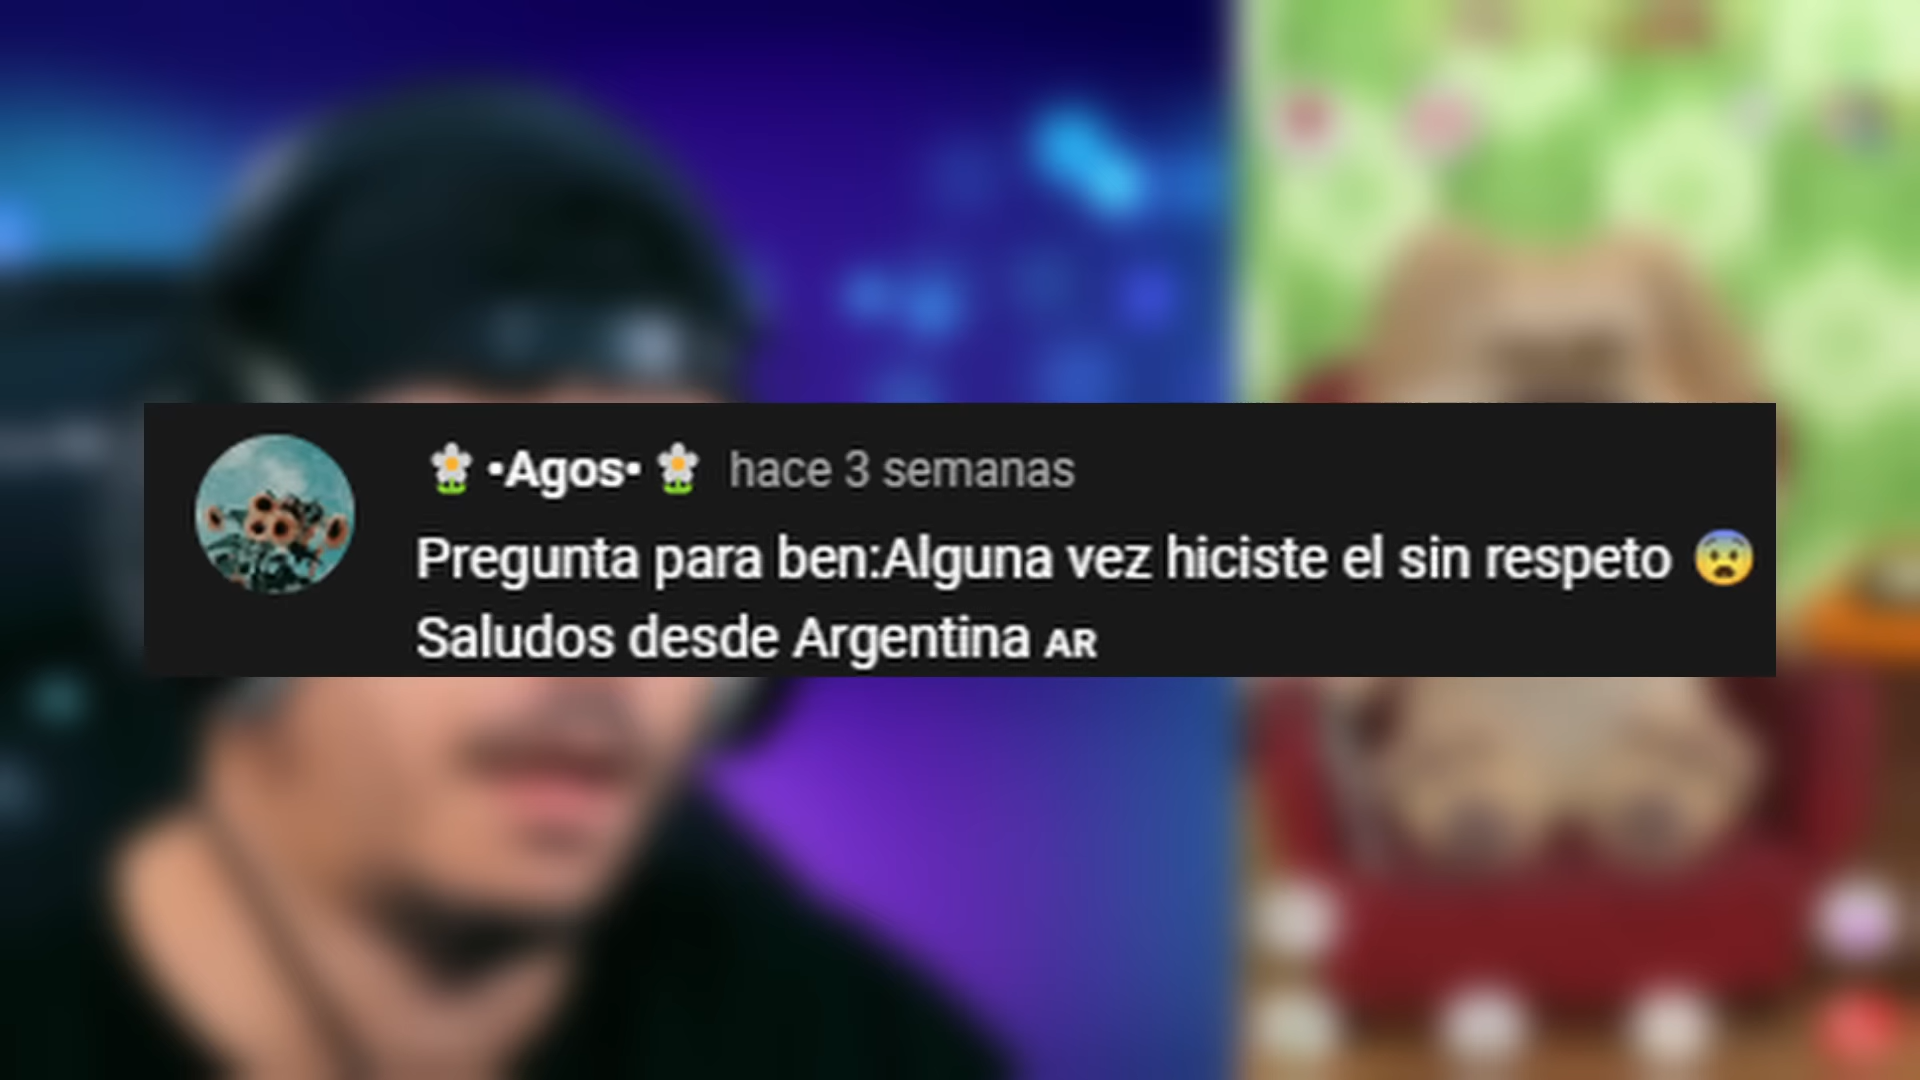 🌼 •Agos• 🌼 hace 3 semanas
Pregunta para ben:Alguna vez hiciste el sin respeto 😨
Saludos desde Argentina AR